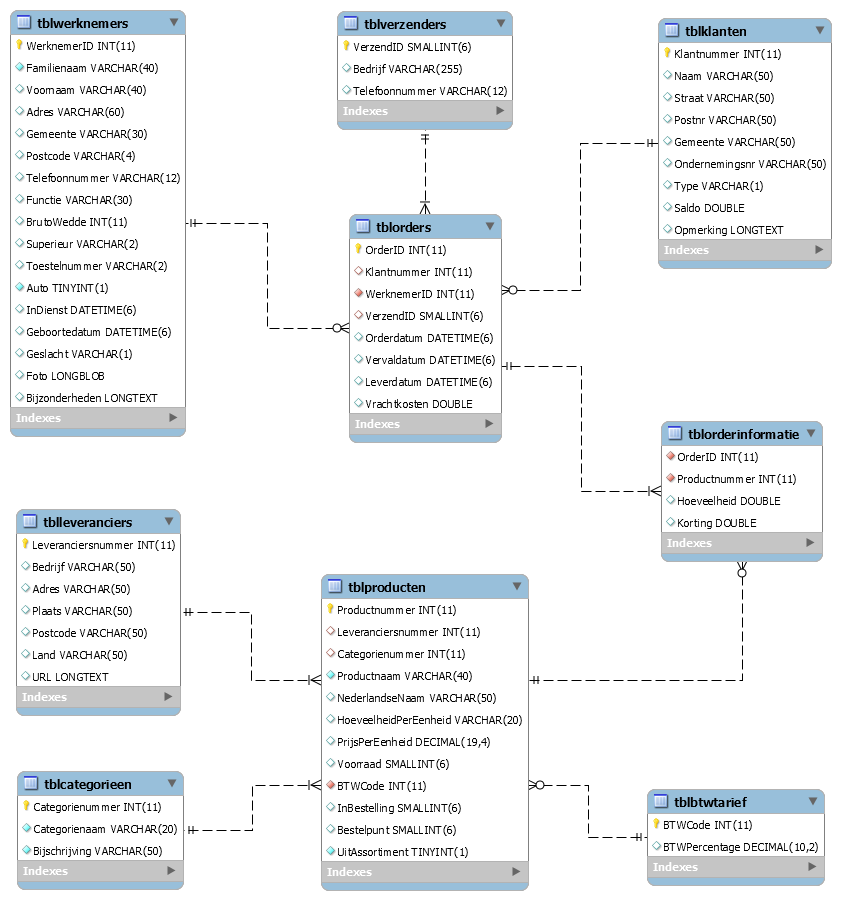 tblwerknemers
WerknemerID INT(11)
Familienaam VARCHAR(40)
Voornaam VARCHAR(40)
Adres VARCHAR(60)
Gemeente VARCHAR(30)
Postcode VARCHAR(4)
Telefoonnummer VARCHAR(12)
Functie VARCHAR(30)
BrutoWedde INT(11)
Superieur VARCHAR(2)
Toestelnummer VARCHAR(2)
Auto TINYINT(1)
InDienst DATETIME(6)
Geboortedatum DATETIME(6)
Geslacht VARCHAR(1)
Foto LONGBLOB
Bijzonderheden LONGTEXT
Indexes
tblverzenders
VerzendID SMALLINT(6)
Bedrijf VARCHAR(255)
Telefoonnummer VARCHAR(12)
Indexes
tblklanten
Klantnummer INT(11)
Naam VARCHAR(50)
Straat VARCHAR(50)
Postnr VARCHAR(50)
Gemeente VARCHAR(50)
Ondernemingsnr VARCHAR(50)
Type VARCHAR(1)
Saldo DOUBLE
Opmerking LONGTEXT
Indexes
tblorders
OrderID INT(11)
Klantnummer INT(11)
WerknemerID INT(11)
VerzendID SMALLINT(6)
Orderdatum DATETIME(6)
Vervaldatum DATETIME(6)
Leverdatum DATETIME(6)
Vrachtkosten DOUBLE
Indexes
tblorderinformatie
OrderID INT(11)
Productnummer INT(11)
Hoeveelheid DOUBLE
Korting DOUBLE
Indexes
tblleveranciers
Leveranciersnummer INT(11)
Bedrijf VARCHAR(50)
Adres VARCHAR(50)
Plaats VARCHAR(50)
Postcode VARCHAR(50)
Land VARCHAR(50)
URL LONGTEXT
Indexes
tblproducten
Productnummer INT(11)
Leveranciersnummer INT(11)
Categorienummer INT(11)
Productnaam VARCHAR(40)
NederlandseNaam VARCHAR(50)
HoeveelheidPerEenheid VARCHAR(20)
PrijsPerEenheid DECIMAL(19,4)
Voorraad SMALLINT(6)
BTWCode INT(11)
InBestelling SMALLINT(6)
Bestelpunt SMALLINT(6)
UitAssortiment TINYINT(1)
Indexes
tblcategorieen
Categorienummer INT(11)
Categorienaam VARCHAR(20)
Bijschrijving VARCHAR(50)
Indexes
tblbtwtarief
BTWCode INT(11)
BTWPercentage DECIMAL(10,2)
Indexes